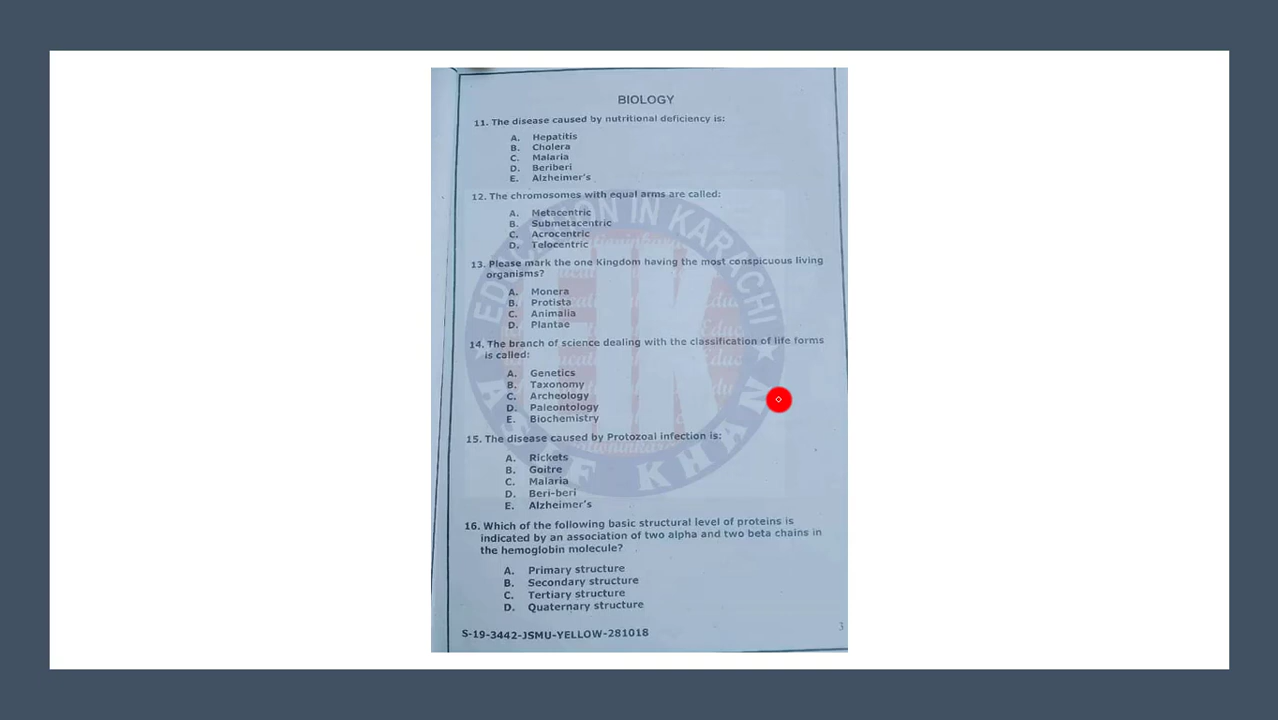 BIOLOGY
11. The disease caused by nutritional deficiency is:
A. Hepatitis
B. Cholera
C. Malaria
D. Beriberi
E. Alzheimer's
12. The chromosomes with equal arms are called:
A. Metacentric
B. Submetacentric
C. Acrocentric
D. Telocentric
13. Please mark the one Kingdom having the most conspicuous living
organisms?
A. Monera
B. Protista
C. Animalia
D. Plantae
14. The branch of science dealing with the classification of life forms
is called:
A. Genetics
B. Taxonomy
C. Archeology
D. Paleontology
E. Biochemistry
15. The disease caused by Protozoal infection is:
A. Rickets
B. Goitre
C. Malaria
D. Beri-beri
E. Alzheimer's
16. Which of the following basic structural level of proteins is
indicated by an association of two alpha and two beta chains in
the hemoglobin molecule?
A. Primary structure
B. Secondary structure
C. Tertiary structure
D. Quaternary structure
S-19-3442-JSMU-YELLOW-281018
3
EDUCATION IN KARACHI
EIK
ASIF KHAN